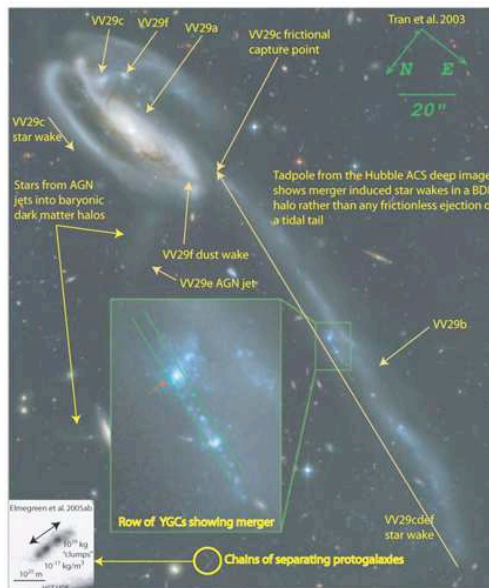 VV29c
VV29f
VV29a
VV29c frictional
capture point
Tran et al. 2003
N E
20"
VV29c
star wake
Stars from AGN
jets into baryonic
dark matter halos
Tadpole from the Hubble ACS deep image
shows merger induced star wakes in a BDM
halo rather than any frictionless ejection o
a tidal tail
VV29f dust wake
VV29e AGN jet
VV29b
Row of YGCs showing merger
VV29cdef
star wake
Elmegreen et al. 2005ab
"clumps"
Chains of separating protogalaxies